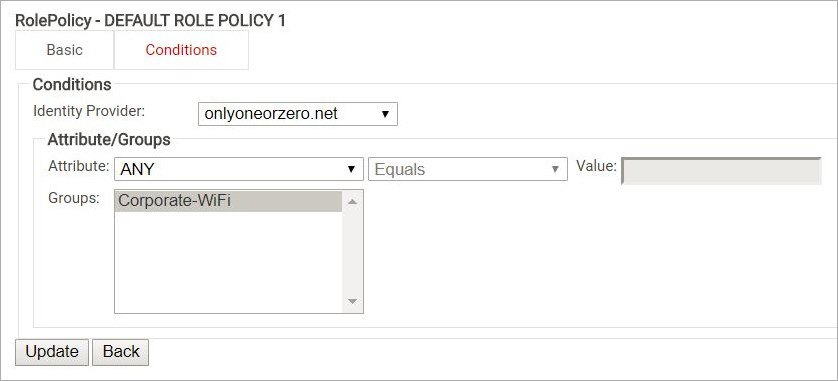 RolePolicy - DEFAULT ROLE POLICY 1
Basic Conditions
Conditions
Identity Provider: onlyoneorzero.net
Attribute/Groups
Attribute: ANY Equals Value:
Groups: Corporate-WiFi
Update Back